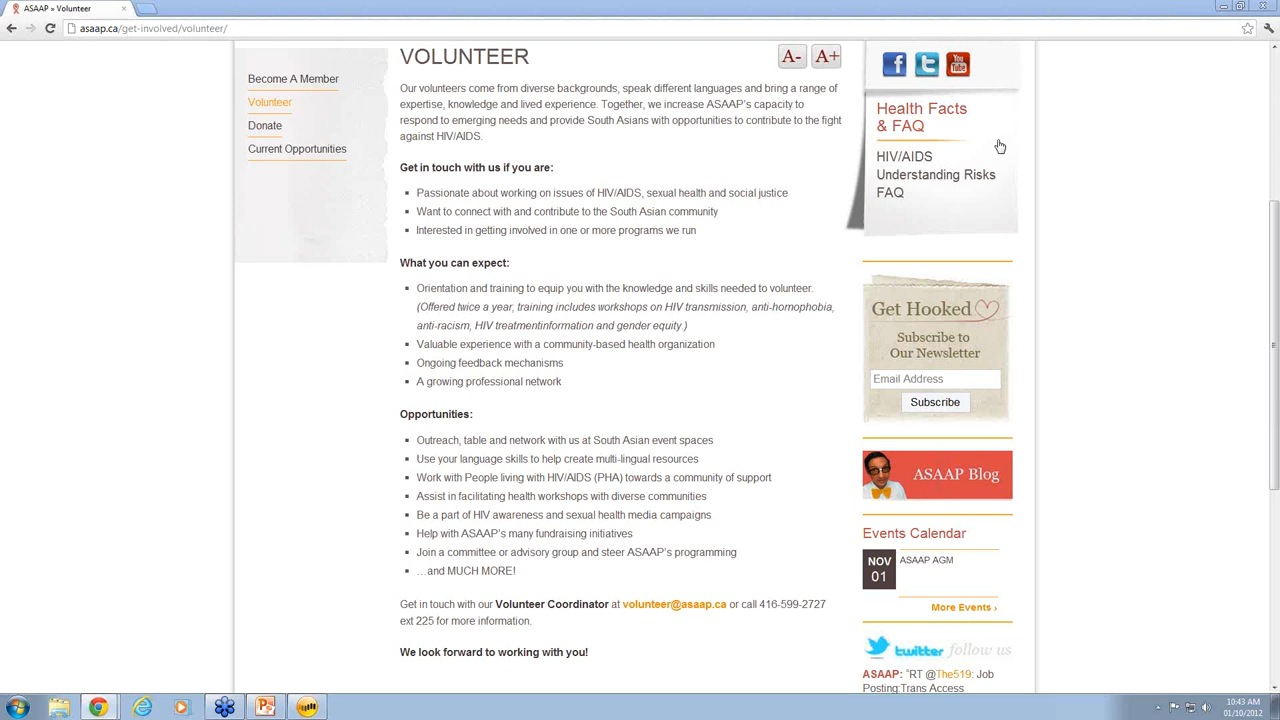 ASAAP » Volunteer
asaap.ca/get-involved/volunteer/
Become A Member
Volunteer
Donate
Current Opportunities
VOLUNTEER
A- A+
Our volunteers come from diverse backgrounds, speak different languages and bring a range of
expertise, knowledge and lived experience. Together, we increase ASAAP's capacity to
respond to emerging needs and provide South Asians with opportunities to contribute to the fight
against HIV/AIDS.
Get in touch with us if you are:
Passionate about working on issues of HIV/AIDS, sexual health and social justice
Want to connect with and contribute to the South Asian community
Interested in getting involved in one or more programs we run
What you can expect:
Orientation and training to equip you with the knowledge and skills needed to volunteer.
(Offered twice a year, training includes workshops on HIV transmission, anti-homophobia,
anti-racism, HIV treatmentinformation and gender equity.)
Valuable experience with a community-based health organization
Ongoing feedback mechanisms
A growing professional network
Opportunities:
Outreach, table and network with us at South Asian event spaces
Use your language skills to help create multi-lingual resources
Work with People living with HIV/AIDS (PHA) towards a community of support
Assist in facilitating health workshops with diverse communities
Be a part of HIV awareness and sexual health media campaigns
Help with ASAAP's many fundraising initiatives
Join a committee or advisory group and steer ASAAP's programming
…and MUCH MORE!
Get in touch with our Volunteer Coordinator at volunteer@asaap.ca or call 416-599-2727
ext 225 for more information.
We look forward to working with you!
You
Tube
Health Facts
& FAQ
HIV/AIDS
Understanding Risks
FAQ
Get Hooked
Subscribe to
Our Newsletter
Email Address
Subscribe
ASAAP Blog
Events Calendar
NOV
01
ASAAP AGM
More Events ›
twitter follow us
ASAAP: "RT @The519: Job
Posting:Trans Access
10:43 AM
01/10/2012